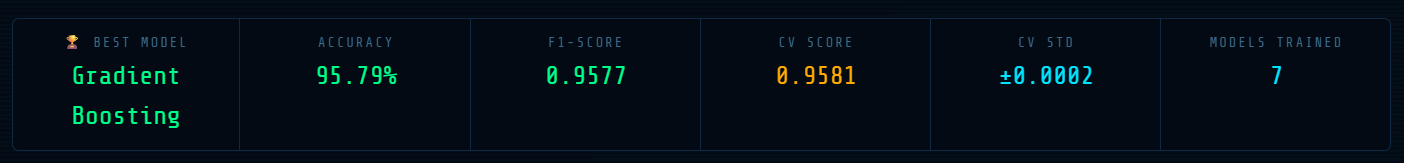 🏆 BEST MODEL
Gradient
Boosting
ACCURACY
95.79%
F1-SCORE
0.9577
CV SCORE
0.9581
CV STD
±0.0002
MODELS TRAINED
7